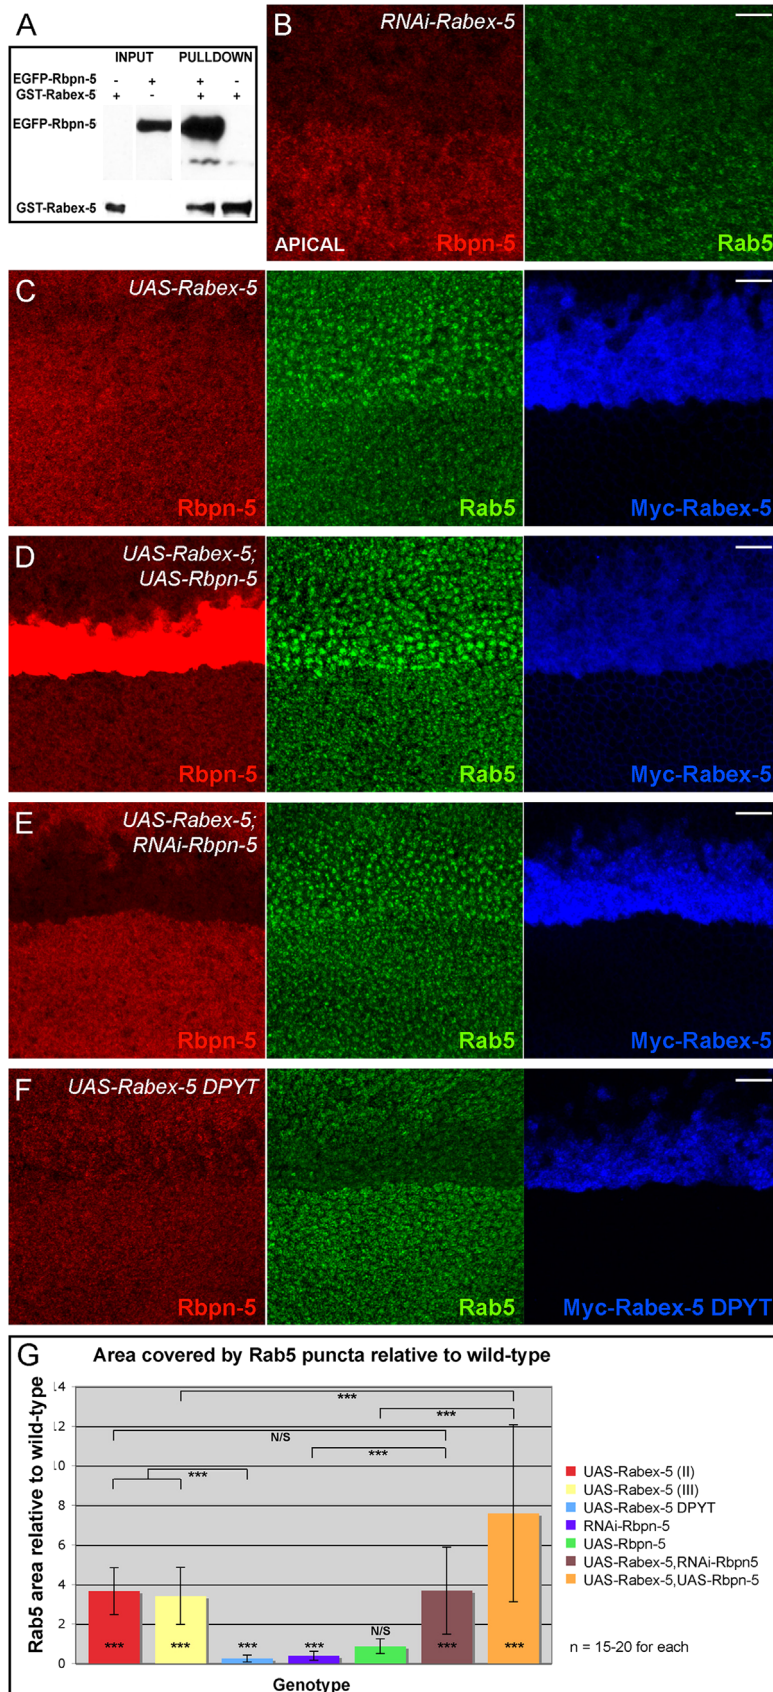 A
INPUT PULLDOWN
EGFP-Rbpn-5 - + + -
GST-Rabex-5 + - + +
EGFP-Rbpn-5
GST-Rabex-5
B
RNAi-Rabex-5
APICAL
Rbpn-5
Rab5
C
UAS-Rabex-5
Rbpn-5
Rab5
Myc-Rabex-5
D
UAS-Rabex-5;
UAS-Rbpn-5
Rbpn-5
Rab5
Myc-Rabex-5
E
UAS-Rabex-5;
RNAi-Rbpn-5
Rbpn-5
Rab5
Myc-Rabex-5
F
UAS-Rabex-5 DPYT
Rbpn-5
Rab5
Myc-Rabex-5 DPYT
G
Area covered by Rab5 puncta relative to wild-type
Rab5 area relative to wild-type
14
12
10
8
6
4
2
0
***
***
N/S
***
***
*** *** *** *** N/S *** ***
Genotype
UAS-Rabex-5 (II)
UAS-Rabex-5 (III)
UAS-Rabex-5 DPYT
RNAi-Rbpn-5
UAS-Rbpn-5
UAS-Rabex-5,RNAi-Rbpn5
UAS-Rabex-5,UAS-Rbpn-5
n = 15-20 for each